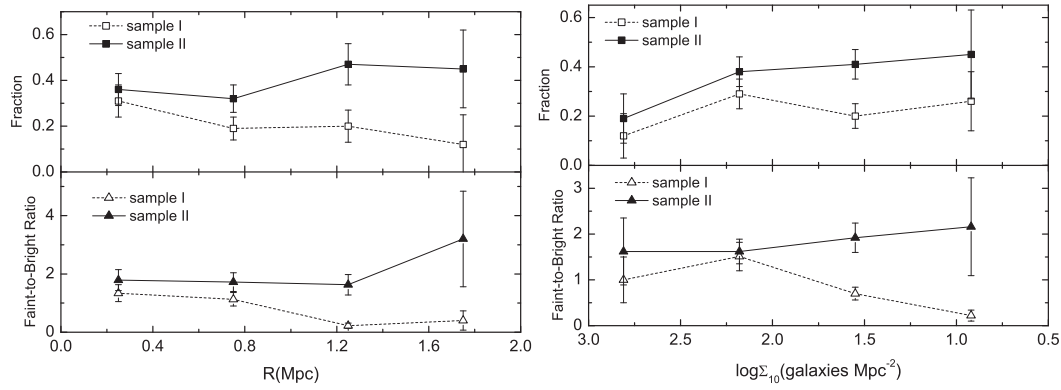 0.6
0.4
0.2
0.0
Fraction
sample I
sample II
4
2
0
Faint-to-Bright Ratio
sample I
sample II
0.0
0.4
0.8
1.2
1.6
2.0
R(Mpc)
0.6
0.4
0.2
0.0
Fraction
sample I
sample II
3
2
1
0
Faint-to-Bright Ratio
sample I
sample II
3.0
2.5
2.0
1.5
1.0
0.5
logΣ₁₀(galaxies Mpc⁻²)